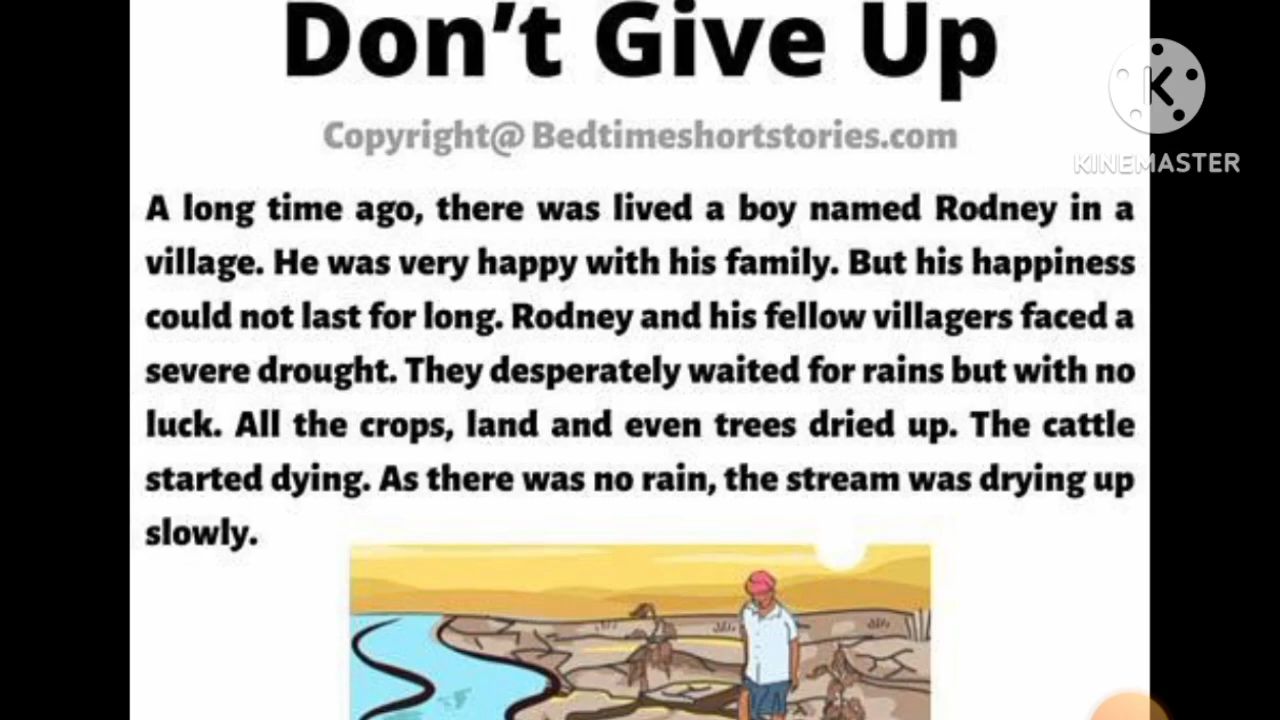 Don't Give Up
Copyright@ Bedtimeshortstories.com
K
KINEMASTER
A long time ago, there was lived a boy named Rodney in a
village. He was very happy with his family. But his happiness
could not last for long. Rodney and his fellow villagers faced a
severe drought. They desperately waited for rains but with no
luck. All the crops, land and even trees dried up. The cattle
started dying. As there was no rain, the stream was drying up
slowly.